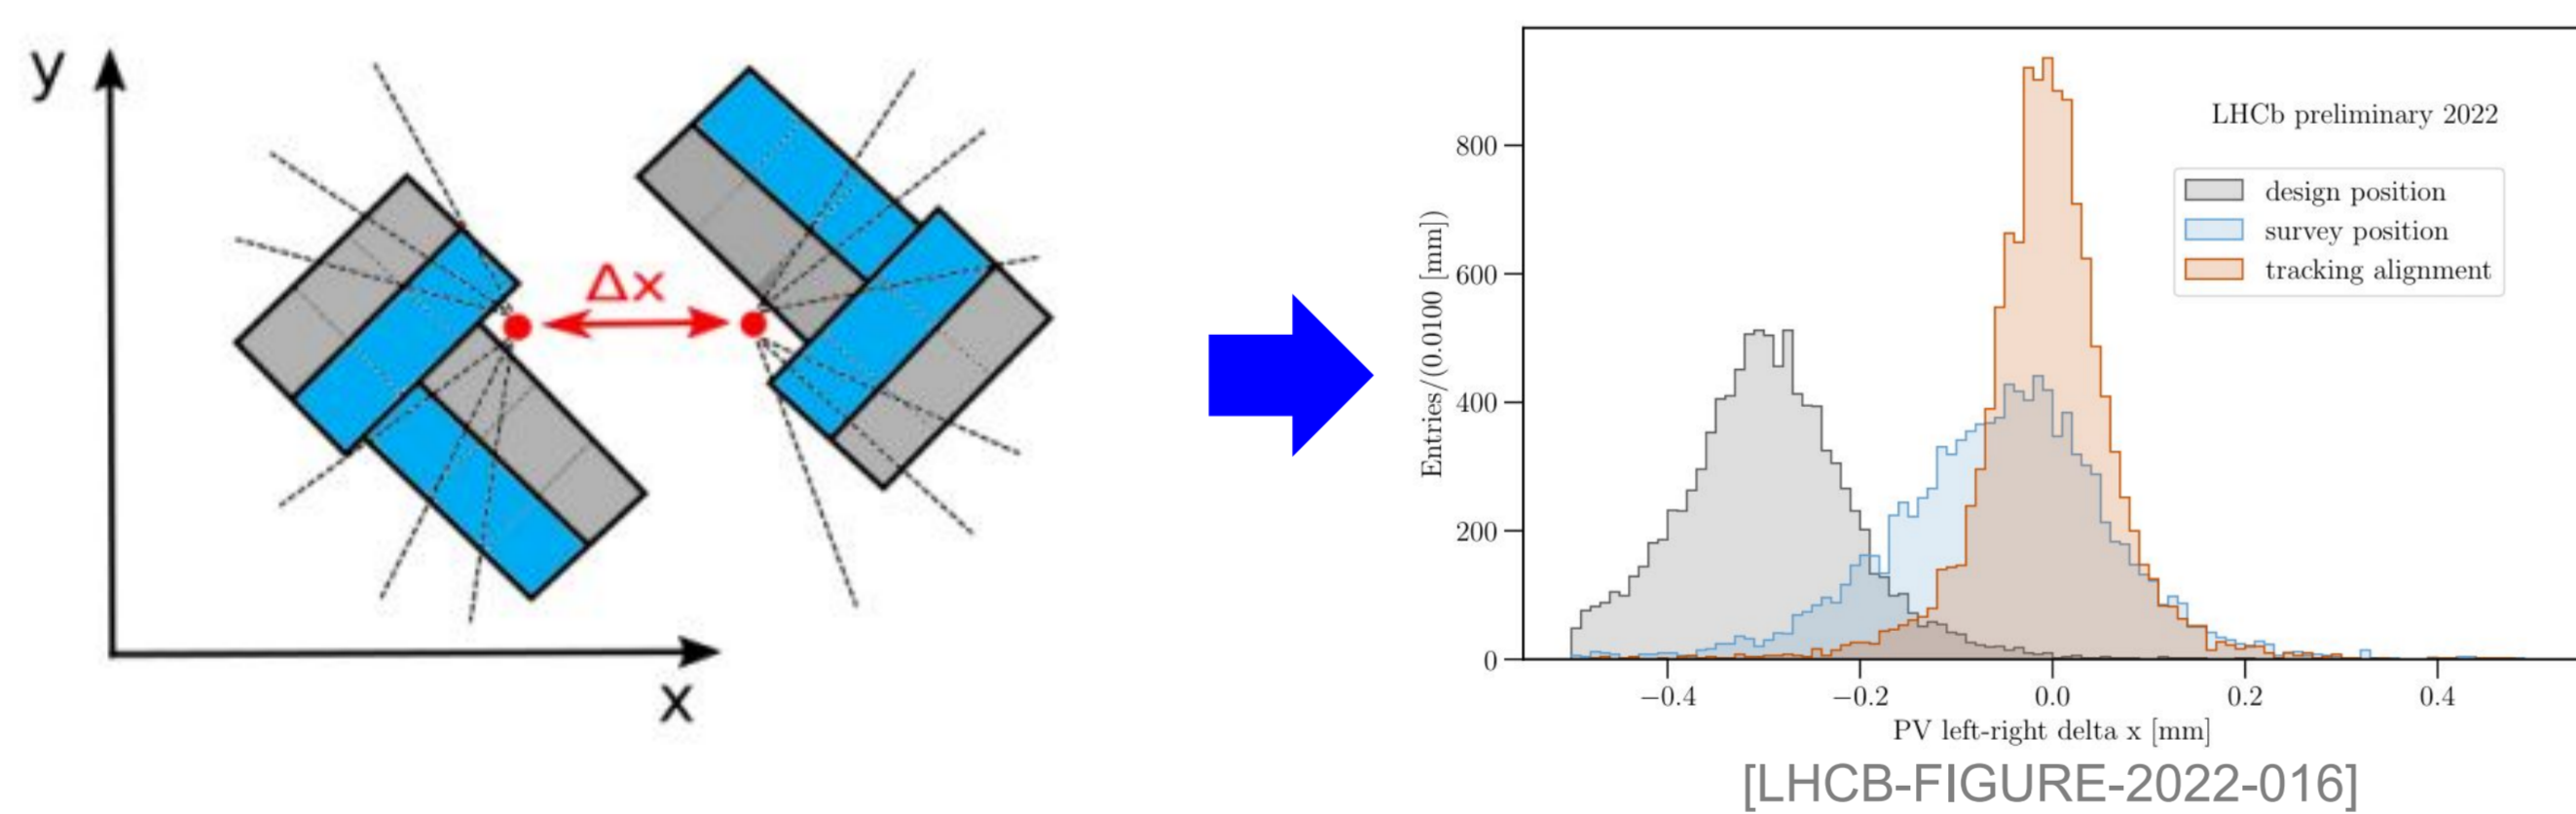 y
Δx
x
LHCb preliminary 2022
design position
survey position
tracking alignment
Entries/(0.0100 [mm])
800
600
400
200
0
−0.4
−0.2
0.0
0.2
0.4
PV left-right delta x [mm]
[LHCB-FIGURE-2022-016]